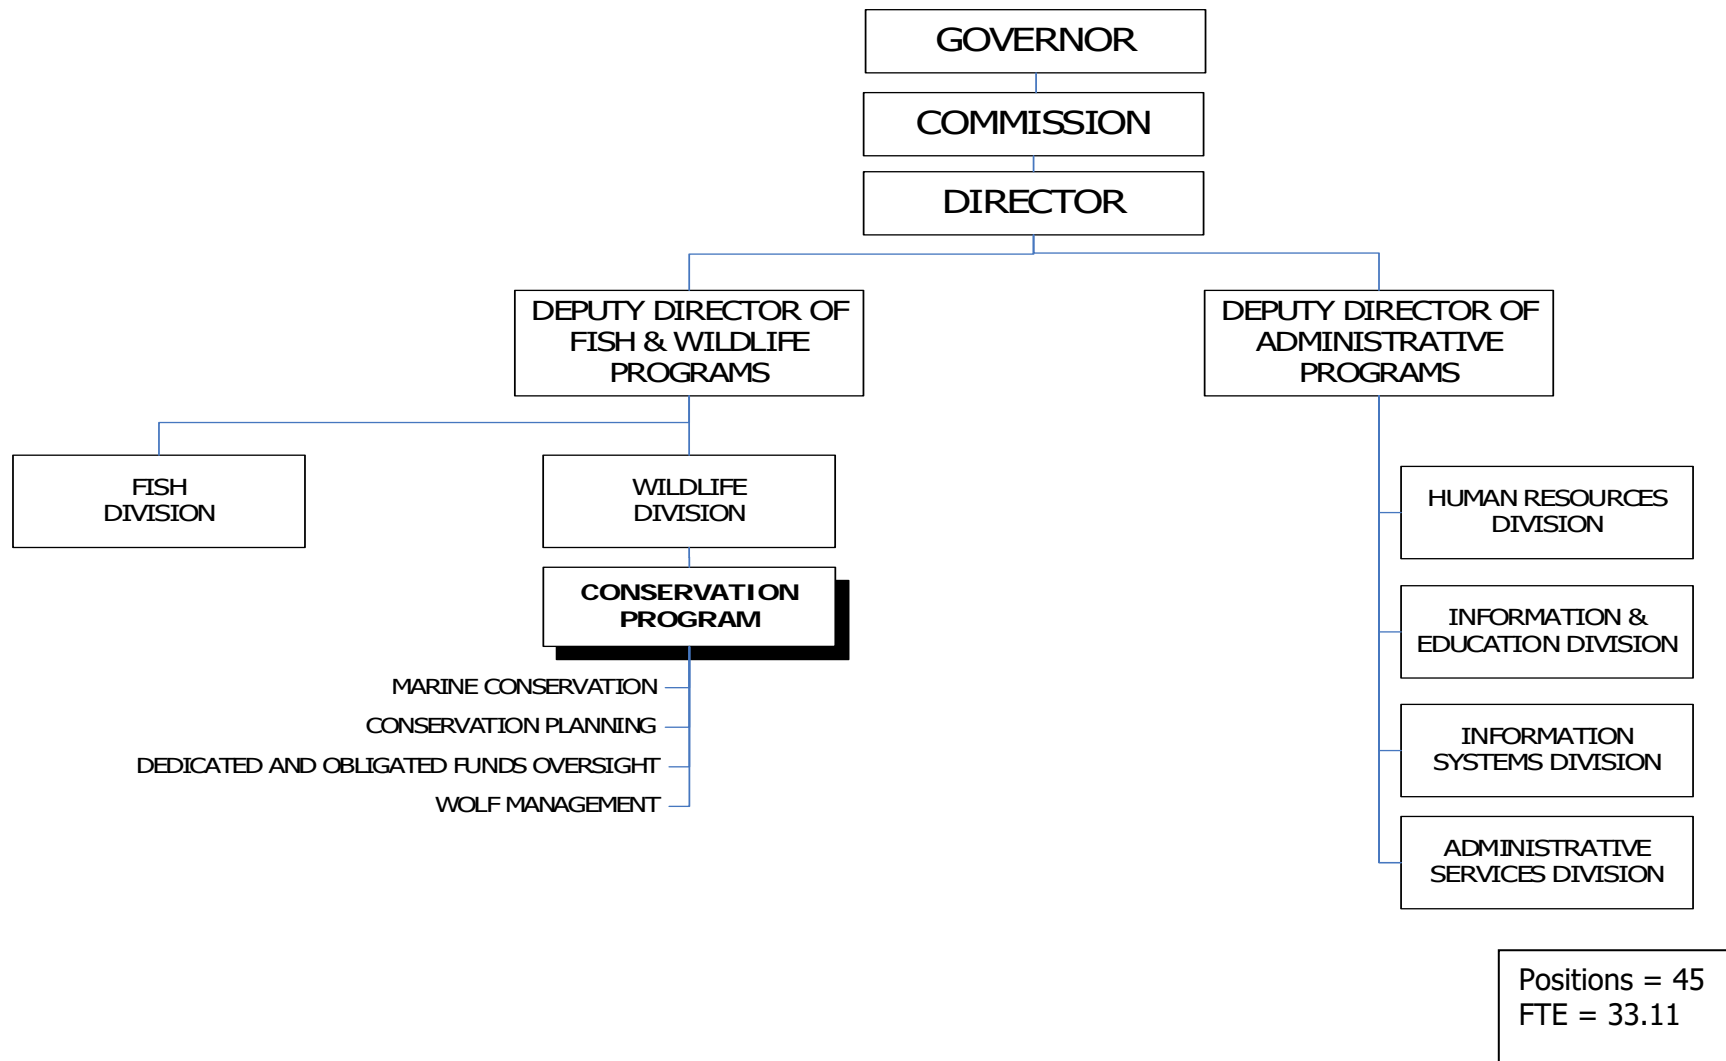 GOVERNOR
COMMISSION
DIRECTOR
DEPUTY DIRECTOR OF
FISH & WILDLIFE
PROGRAMS
DEPUTY DIRECTOR OF
ADMINISTRATIVE
PROGRAMS
FISH
DIVISION
WILDLIFE
DIVISION
CONSERVATION
PROGRAM
MARINE CONSERVATION
CONSERVATION PLANNING
DEDICATED AND OBLIGATED FUNDS OVERSIGHT
WOLF MANAGEMENT
HUMAN RESOURCES
DIVISION
INFORMATION &
EDUCATION DIVISION
INFORMATION
SYSTEMS DIVISION
ADMINISTRATIVE
SERVICES DIVISION
Positions = 45
FTE = 33.11